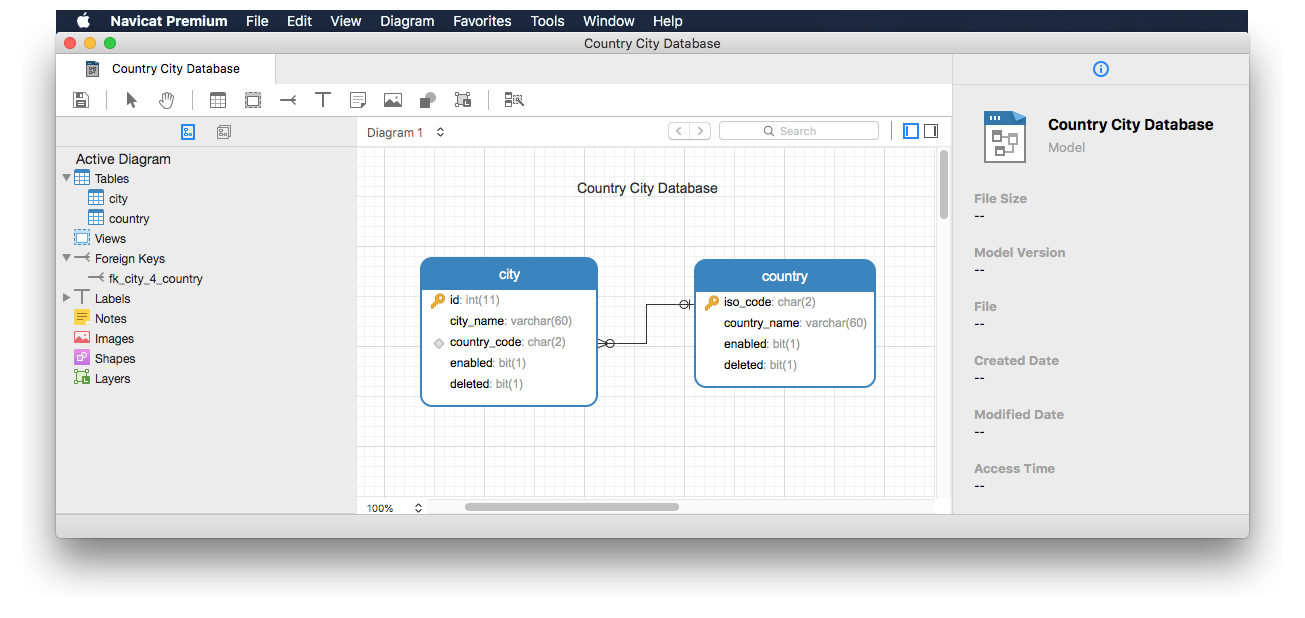 Navicat Premium File Edit View Diagram Favorites Tools Window Help
Country City Database
Country City Database
Diagram 1
Search
Active Diagram
Tables
city
country
Views
Foreign Keys
fk_city_4_country
Labels
Notes
Images
Shapes
Layers
Country City Database
city
id: int(11)
city_name: varchar(60)
country_code: char(2)
enabled: bit(1)
deleted: bit(1)
country
iso_code: char(2)
country_name: varchar(60)
enabled: bit(1)
deleted: bit(1)
100%
Country City Database
Model
File Size
--
Model Version
--
File
--
Created Date
--
Modified Date
--
Access Time
--